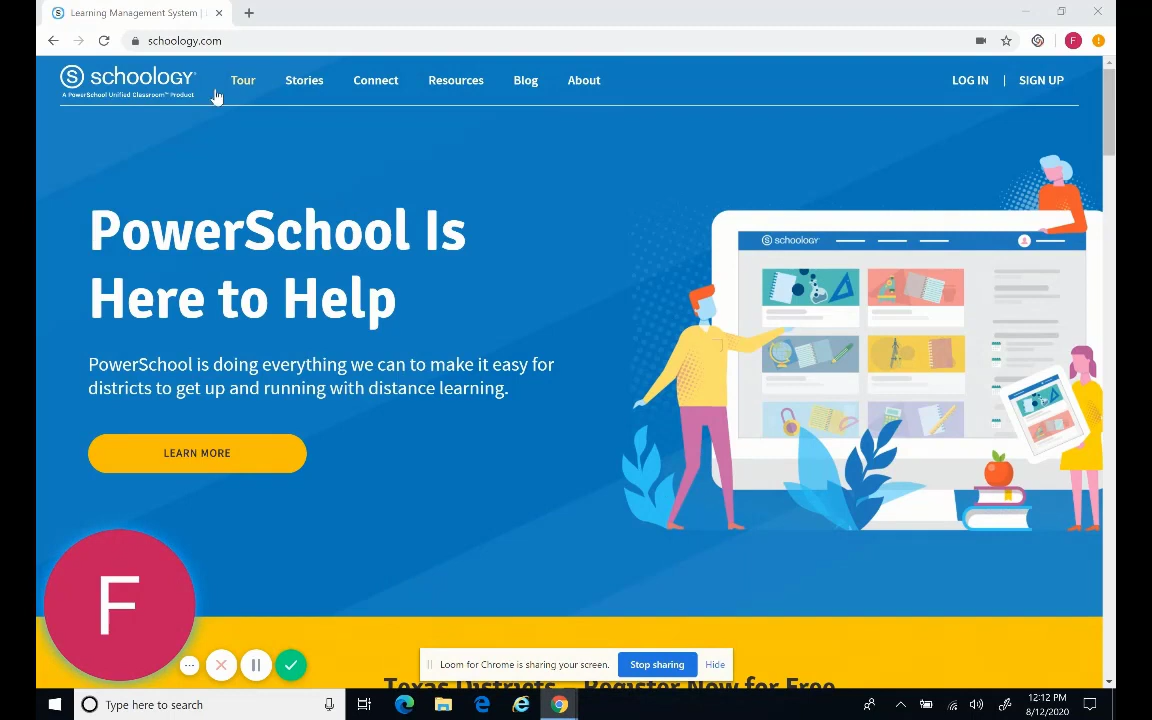 Learning Management System |
schoology.com
F
schoology
A PowerSchool Unified Classroom™ Product
Tour
Stories
Connect
Resources
Blog
About
LOG IN | SIGN UP
PowerSchool Is
Here to Help
PowerSchool is doing everything we can to make it easy for
districts to get up and running with distance learning.
LEARN MORE
schoology
F
Loom for Chrome is sharing your screen.
Stop sharing
Hide
Register Now for Free
Texas Districts
Type here to search
12:12 PM
8/12/2020